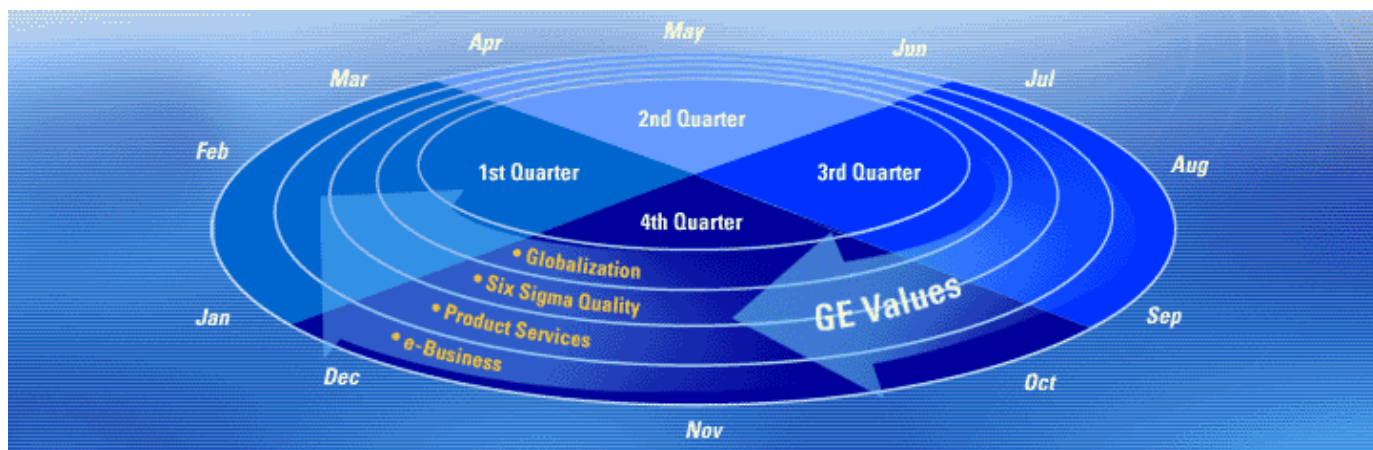 May
Apr
Jun
Mar
Jul
2nd Quarter
Feb
Aug
1st Quarter
3rd Quarter
4th Quarter
• Globalization
• Six Sigma Quality
GE Values
• Product Services
Jan
Sep
• e-Business
Dec
Oct
Nov